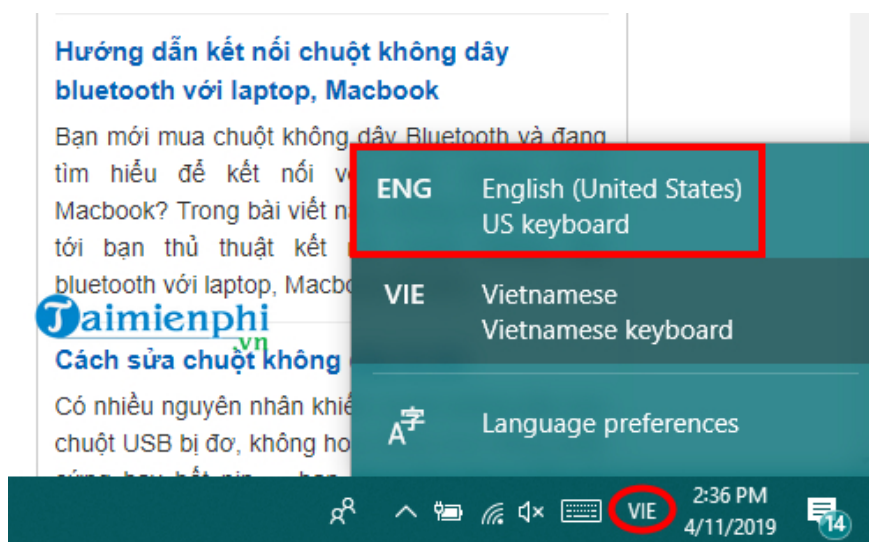 Hướng dẫn kết nối chuột không dây
bluetooth với laptop, Macbook
Bạn mới mua chuột không dây Bluetooth và đang
tìm hiểu để kết nối
Macbook? Trong bài viết
tới bạn thủ thuật kết
bluetooth với laptop,
Taimienphi
.vn
Cách sửa chuột không
Có nhiều nguyên nhân
chuột USB bị đơ, không
ENG English (United States)
US keyboard
VIE Vietnamese
Vietnamese keyboard
Language preferences
VIE
2:36 PM
4/11/2019
14